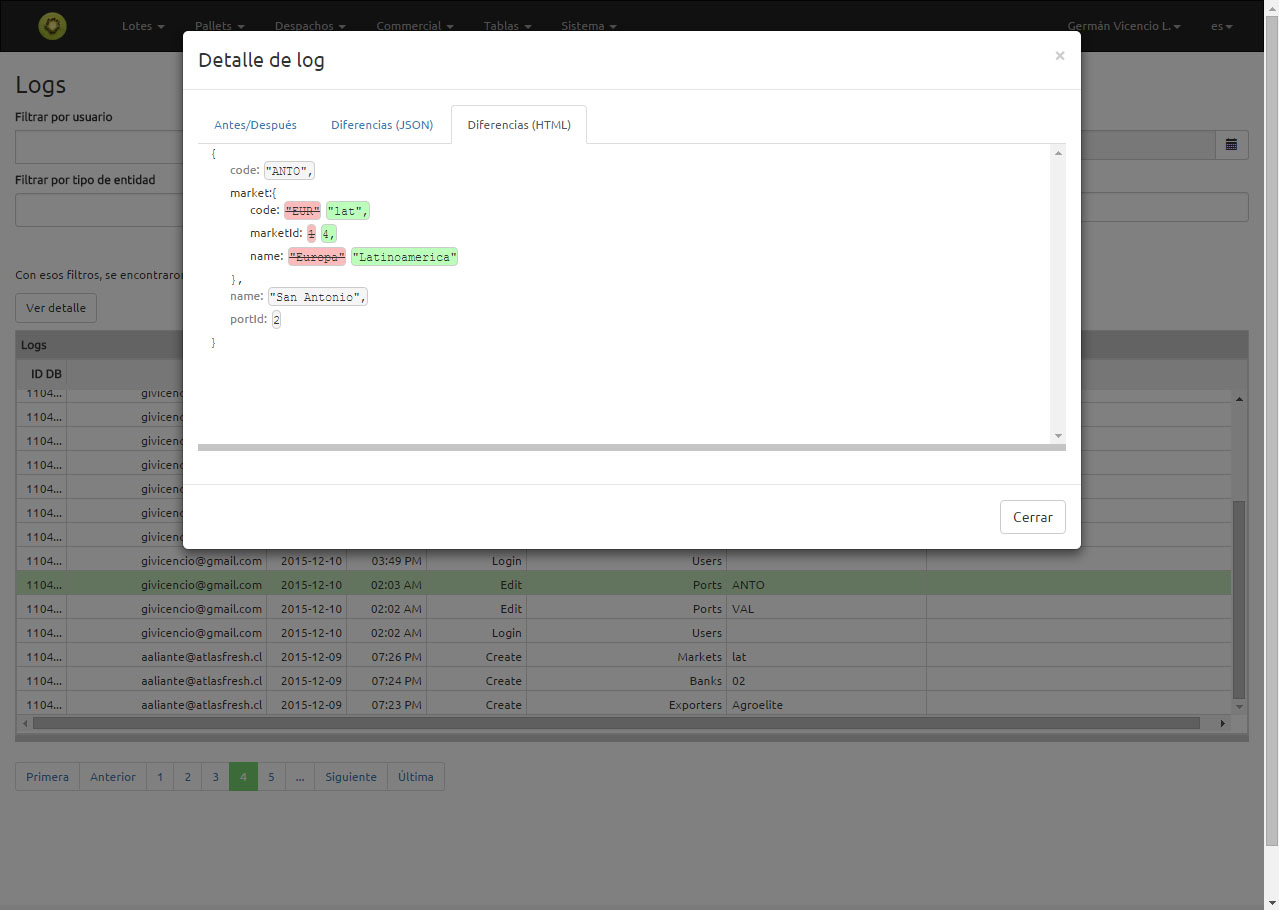 Lotes Pallets Despachos Commercial Tablas Sistema Germán Vicencio L. es
Detalle de log ×
Logs
Filtrar por usuario
Filtrar por tipo de entidad
Con esos filtros, se encontraron
Ver detalle
Antes/Después Diferencias (JSON) Diferencias (HTML)
{
code: "ANTO",
market:{
code: "EUR" "lat",
marketId: 1 4,
name: "Europa" "Latinoamerica"
},
name: "San Antonio",
portId: 2
}
Cerrar
Logs
ID DB
1104... givicenc
1104... givicenc
1104... givicenc
1104... givicenc
1104... givicenc
1104... givicenc
1104... givicenc
1104... givicencio@gmail.com 2015-12-10 03:49 PM Login Users
1104... givicencio@gmail.com 2015-12-10 02:03 AM Edit Ports ANTO
1104... givicencio@gmail.com 2015-12-10 02:02 AM Edit Ports VAL
1104... givicencio@gmail.com 2015-12-10 02:02 AM Login Users
1104... aaliante@atlasfresh.cl 2015-12-09 07:26 PM Create Markets lat
1104... aaliante@atlasfresh.cl 2015-12-09 07:24 PM Create Banks 02
1104... aaliante@atlasfresh.cl 2015-12-09 07:23 PM Create Exporters Agroelite
Primera Anterior 1 2 3 4 5 ... Siguiente Última